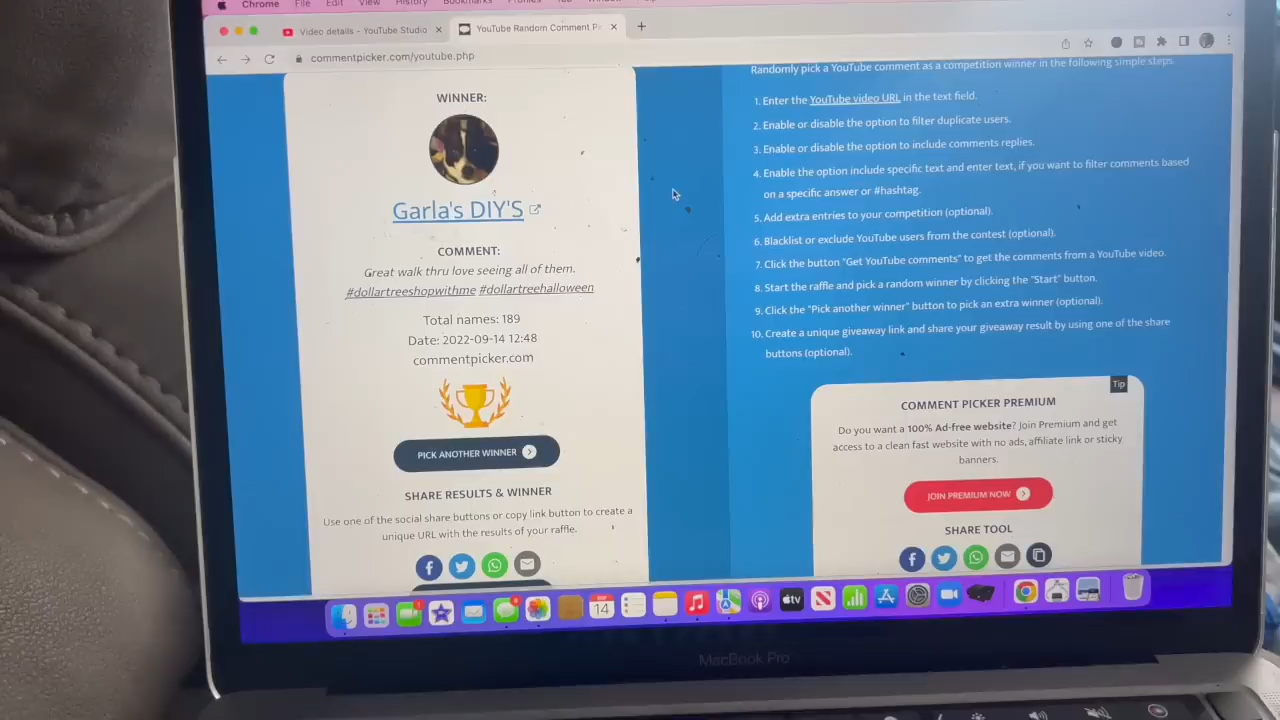 Chrome File Edit View History Bookmarks
Video details - YouTube Studio
YouTube Random Comment Pi
commentpicker.com/youtube.php
WINNER:
Garla's DIY'S
COMMENT:
Great walk thru love seeing all of them.
#dollartreeshopwithme #dollartreehalloween
Total names: 189
Date: 2022-09-14 12:48
commentpicker.com
PICK ANOTHER WINNER
SHARE RESULTS & WINNER
Use one of the social share buttons or copy link button to create a
unique URL with the results of your raffle.
Randomly pick a YouTube comment as a competition winner in the following simple steps
1. Enter the YouTube video URL in the text field.
2. Enable or disable the option to filter duplicate users.
3. Enable or disable the option to include comments replies.
4. Enable the option include specific text and enter text, if you want to filter comments based
on a specific answer or #hashtag.
5. Add extra entries to your competition (optional).
6. Blacklist or exclude YouTube users from the contest (optional).
7. Click the button "Get YouTube comments" to get the comments from a YouTube video.
8. Start the raffle and pick a random winner by clicking the "Start" button.
9. Click the "Pick another winner" button to pick an extra winner (optional).
10. Create a unique giveaway link and share your giveaway result by using one of the share
buttons (optional).
Tip
COMMENT PICKER PREMIUM
Do you want a 100% Ad-free website? Join Premium and get
access to a clean fast website with no ads, affiliate link or sticky
banners.
JOIN PREMIUM NOW
SHARE TOOL
14
tv
MacBook Pro